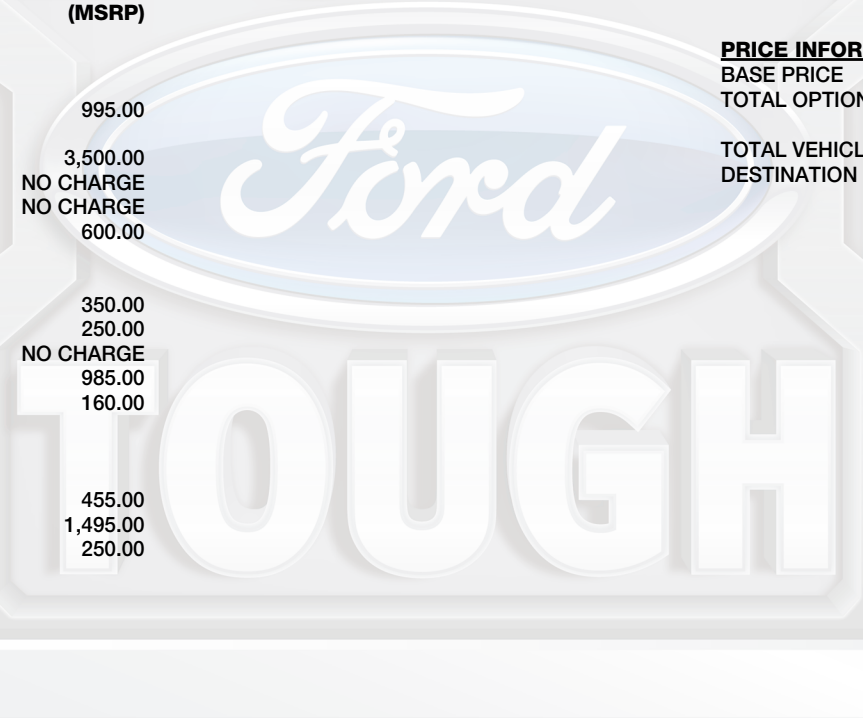 (MSRP)
995.00
3,500.00
NO CHARGE
NO CHARGE
600.00
350.00
250.00
NO CHARGE
985.00
160.00
455.00
1,495.00
250.00
PRICE INFOR
BASE PRICE
TOTAL OPTION
TOTAL VEHICL
DESTINATION
Ford
TOUGH